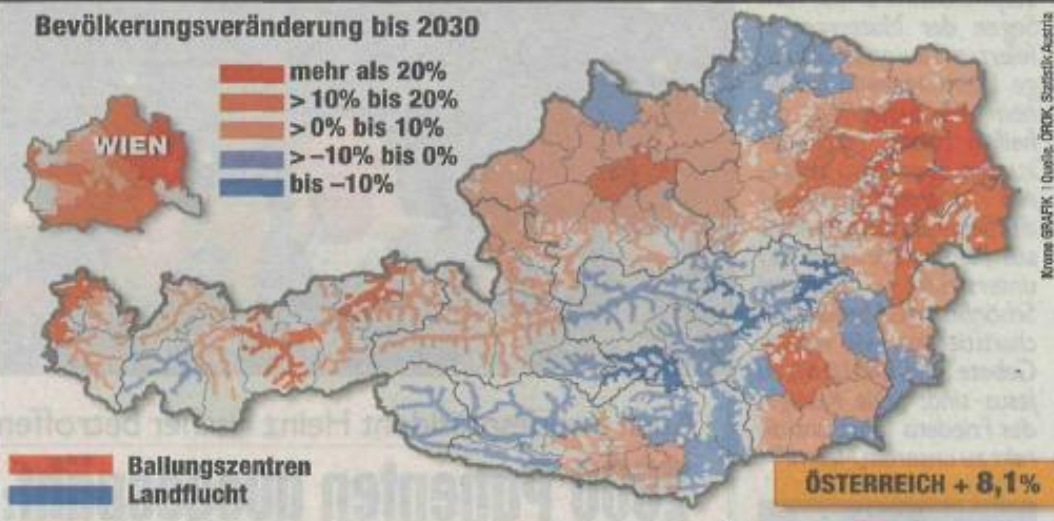 Bevölkerungsveränderung bis 2030
mehr als 20%
> 10% bis 20%
> 0% bis 10%
> –10% bis 0%
bis –10%
WIEN
Ballungszentren
Landflucht
ÖSTERREICH + 8,1%
Krone GRAFIK | Quelle: ÖROK, Statistik Austria